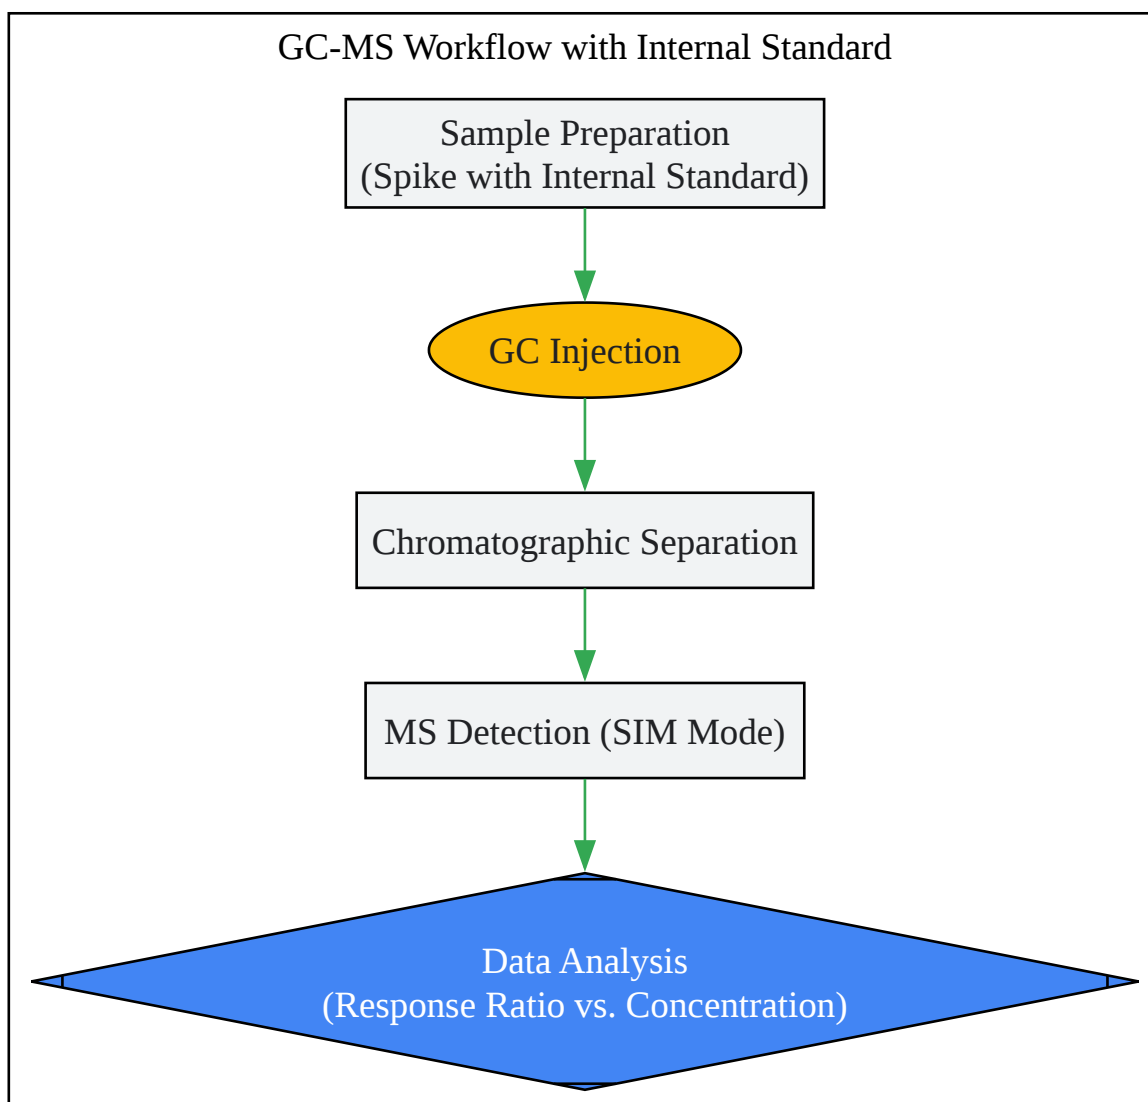 GC-MS Workflow with Internal Standard
Sample Preparation
(Spike with Internal Standard)
GC Injection
Chromatographic Separation
MS Detection (SIM Mode)
Data Analysis
(Response Ratio vs. Concentration)